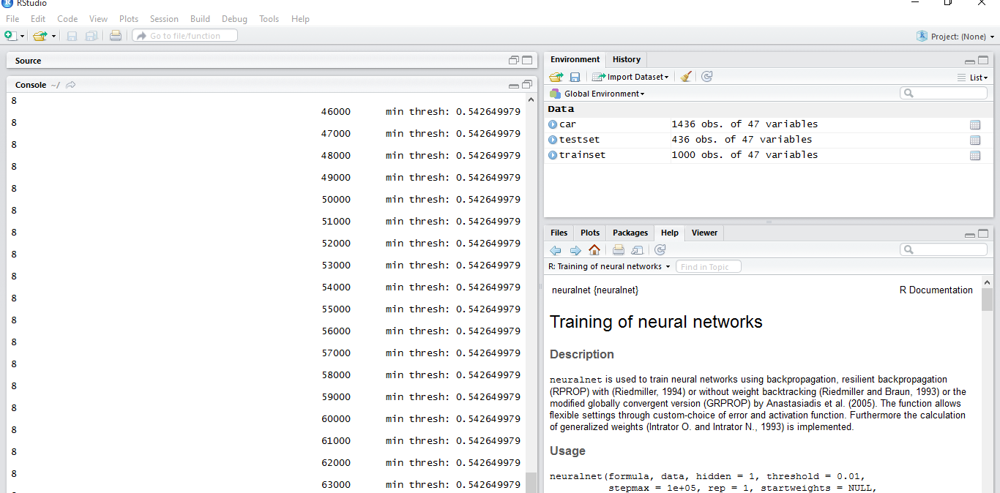 RStudio
File Edit Code View Plots Session Build Debug Tools Help
Go to file/function
Project: (None)
Source
Console ~/
8
46000 min thresh: 0.542649979
8
47000 min thresh: 0.542649979
8
48000 min thresh: 0.542649979
8
49000 min thresh: 0.542649979
8
50000 min thresh: 0.542649979
8
51000 min thresh: 0.542649979
8
52000 min thresh: 0.542649979
8
53000 min thresh: 0.542649979
8
54000 min thresh: 0.542649979
8
55000 min thresh: 0.542649979
8
56000 min thresh: 0.542649979
8
57000 min thresh: 0.542649979
8
58000 min thresh: 0.542649979
8
59000 min thresh: 0.542649979
8
60000 min thresh: 0.542649979
8
61000 min thresh: 0.542649979
8
62000 min thresh: 0.542649979
8
63000 min thresh: 0.542649979
Environment History
Import Dataset List
Global Environment
Data
car 1436 obs. of 47 variables
testset 436 obs. of 47 variables
trainset 1000 obs. of 47 variables
Files Plots Packages Help Viewer
R: Training of neural networks Find in Topic
neuralnet {neuralnet} R Documentation
Training of neural networks
Description
neuralnet is used to train neural networks using backpropagation, resilient backpropagation
(RPROP) with (Riedmiller, 1994) or without weight backtracking (Riedmiller and Braun, 1993) or the
modified globally convergent version (GRPROP) by Anastasiadis et al. (2005). The function allows
flexible settings through custom-choice of error and activation function. Furthermore the calculation
of generalized weights (Intrator O. and Intrator N., 1993) is implemented.
Usage
neuralnet(formula, data, hidden = 1, threshold = 0.01,
stepmax = 1e+05, rep = 1, startweights = NULL,